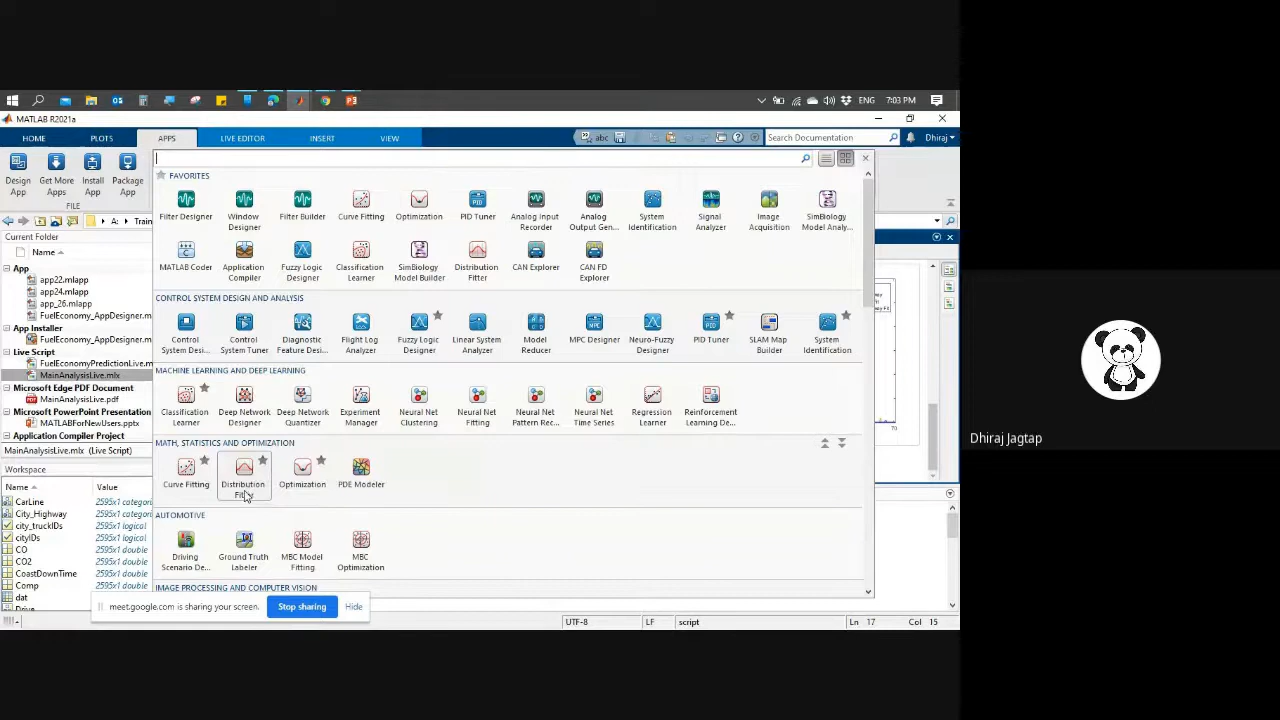 ENG 7:03 PM
MATLAB R2021a
HOME PLOTS APPS LIVE EDITOR INSERT VIEW
abc
Search Documentation
Dhiraj
Design App
Get More Apps
Install App
Package App
FILE
A: Train
Current Folder
Name
App
app22.mlapp
app24.mlapp
app_26.mlapp
FuelEconomy_AppDesigner.m
App Installer
FuelEconomy_AppDesigner.m
Live Script
FuelEconomyPredictionLive.m
MainAnalysisLive.mlx
Microsoft Edge PDF Document
MainAnalysisLive.pdf
Microsoft PowerPoint Presentation
MATLABForNewUsers.pptx
Application Compiler Project
MainAnalysisLive.mlx (Live Script)
Workspace
Name Value
CarLine 2595x1 categori
City_Highway 2595x1 categori
city_truckIDs 2595x1 logical
cityIDs 2595x1 logical
CO 2595x1 double
CO2 2595x1 double
CoastDownTime 2595x1 double
Comp 2595x1 double
dat
Drive
FAVORITES
Filter Designer
Window Designer
Filter Builder
Curve Fitting
Optimization
PID Tuner
Analog Input Recorder
Analog Output Gen...
System Identification
Signal Analyzer
Image Acquisition
SimBiology Model Analy...
MATLAB Coder
Application Compiler
Fuzzy Logic Designer
Classification Learner
SimBiology Model Builder
Distribution Fitter
CAN Explorer
CAN FD Explorer
CONTROL SYSTEM DESIGN AND ANALYSIS
Control System Desi...
Control System Tuner
Diagnostic Feature Desi...
Flight Log Analyzer
Fuzzy Logic Designer
Linear System Analyzer
Model Reducer
MPC Designer
Neuro-Fuzzy Designer
PID Tuner
SLAM Map Builder
System Identification
MACHINE LEARNING AND DEEP LEARNING
Classification Learner
Deep Network Designer
Deep Network Quantizer
Experiment Manager
Neural Net Clustering
Neural Net Fitting
Neural Net Pattern Rec...
Neural Net Time Series
Regression Learner
Reinforcement Learning De...
MATH, STATISTICS AND OPTIMIZATION
Curve Fitting
Distribution
Optimization
PDE Modeler
AUTOMOTIVE
Driving Scenario De...
Ground Truth Labeler
MBC Model Fitting
MBC Optimization
IMAGE PROCESSING AND COMPUTER VISION
70
meet.google.com is sharing your screen.
Stop sharing
Hide
UTF-8 LF script Ln 17 Col 15
Dhiraj Jagtap